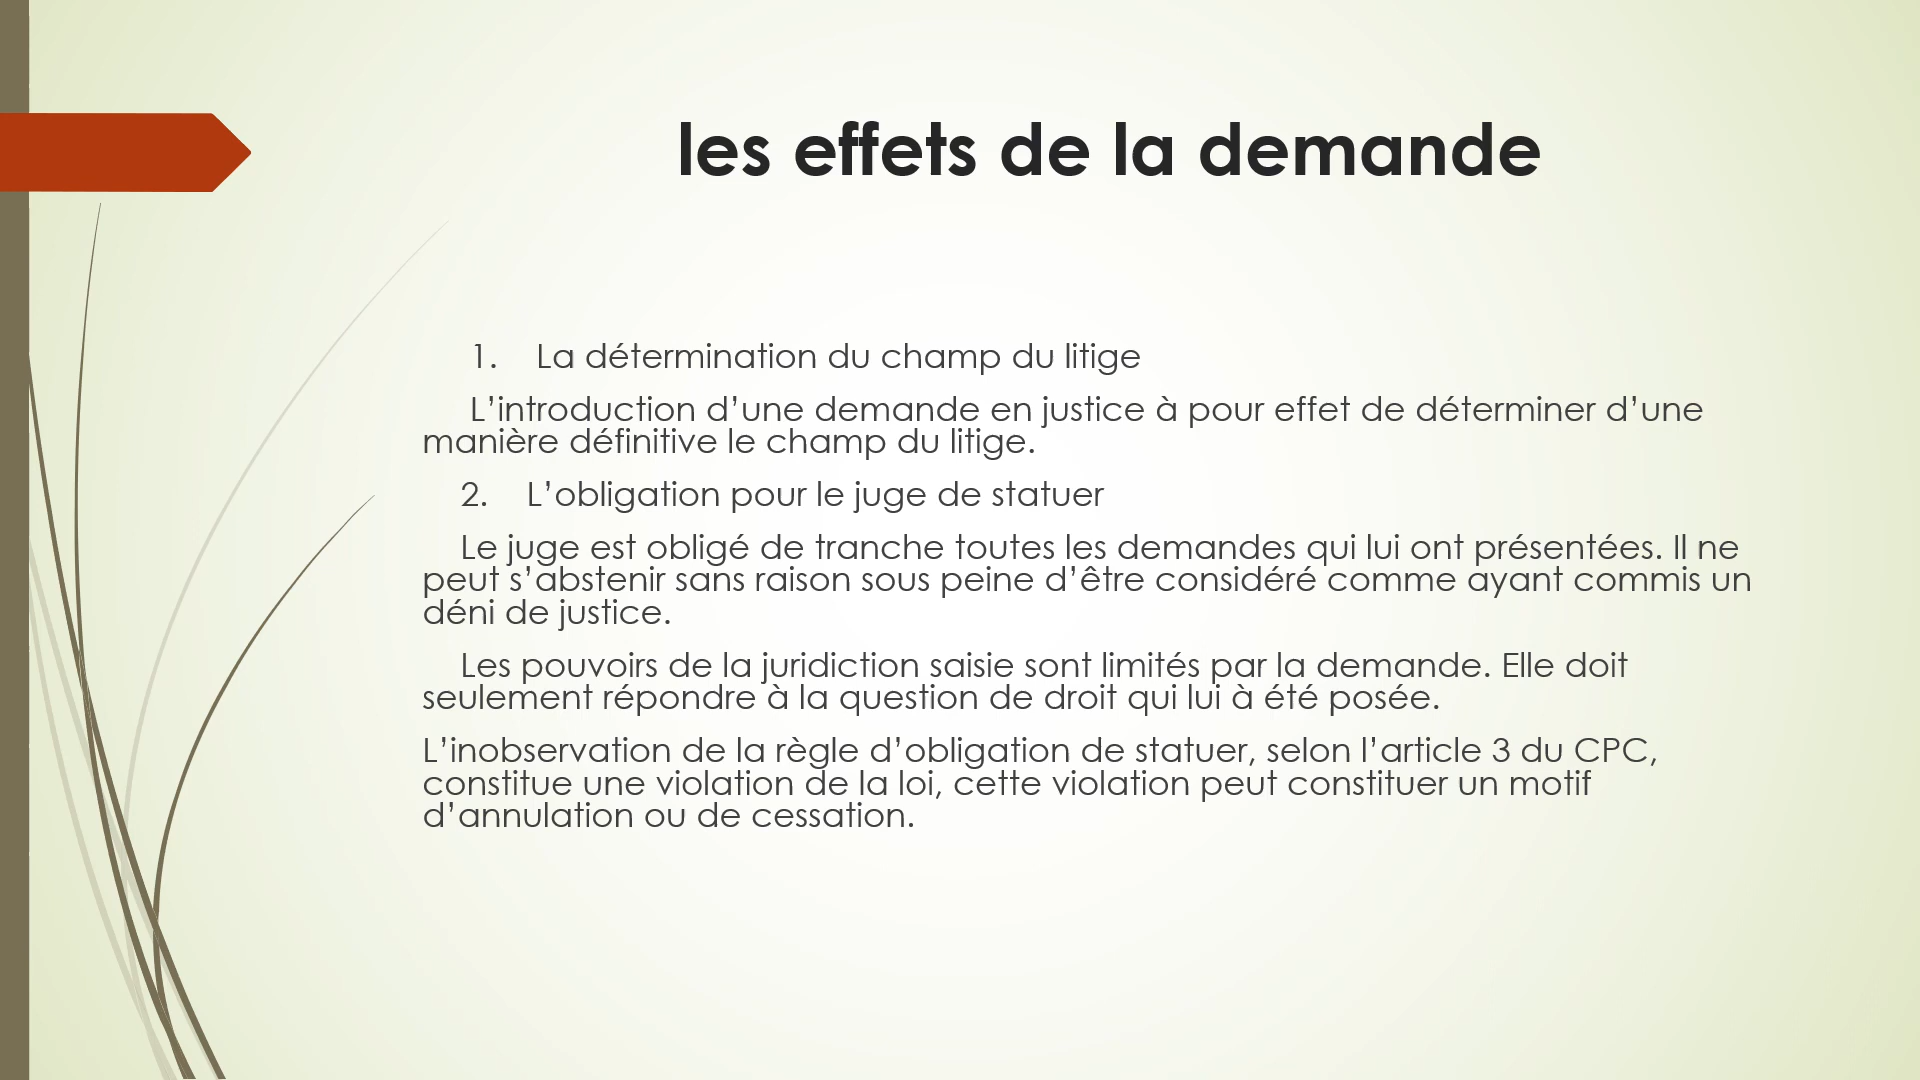 les effets de la demande
1. La détermination du champ du litige
L’introduction d’une demande en justice à pour effet de déterminer d’une
manière définitive le champ du litige.
2. L’obligation pour le juge de statuer
Le juge est obligé de tranche toutes les demandes qui lui ont présentées. Il ne
peut s’abstenir sans raison sous peine d’être considéré comme ayant commis un
déni de justice.
Les pouvoirs de la juridiction saisie sont limités par la demande. Elle doit
seulement répondre à la question de droit qui lui à été posée.
L’inobservation de la règle d’obligation de statuer, selon l’article 3 du CPC,
constitue une violation de la loi, cette violation peut constituer un motif
d’annulation ou de cessation.